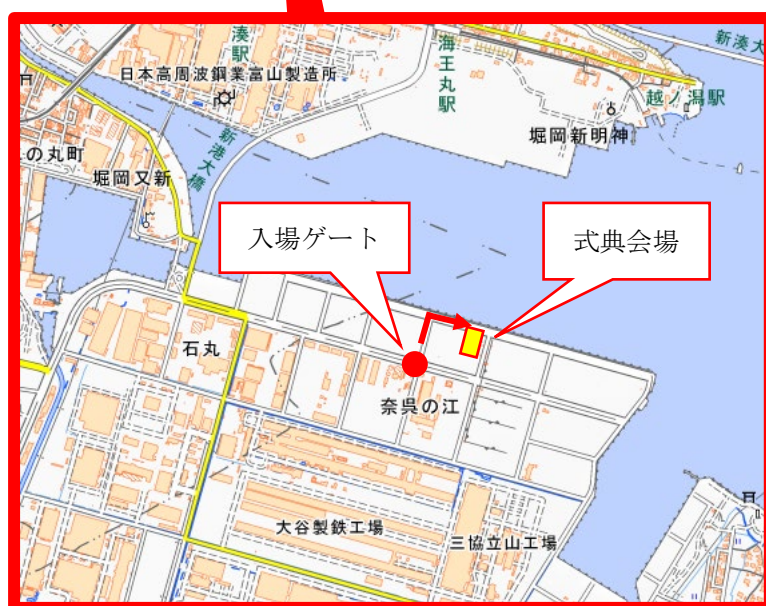 湊駅
海王丸駅
新湊大
日本高周波鋼業富山製造所
越ノ潟駅
新港大橋
堀岡新明神
の丸町
堀岡又新
入場ゲート
式典会場
石丸
奈呉の江
大谷製鉄工場
三協立山工場